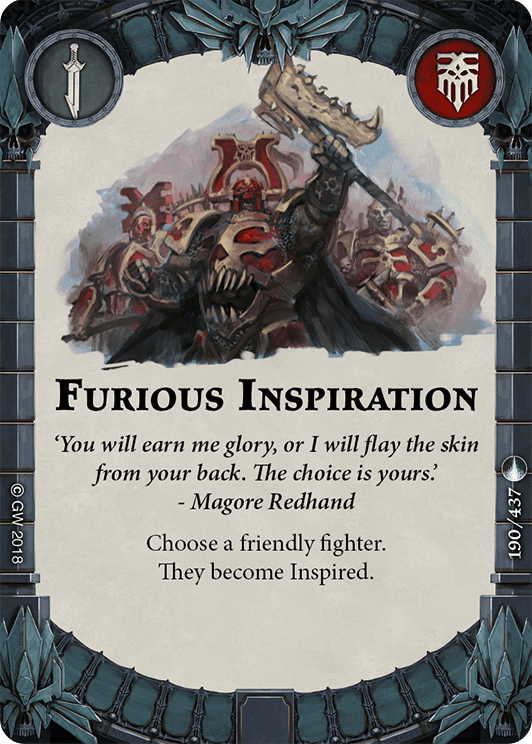 Furious Inspiration
‘You will earn me glory, or I will flay the skin
from your back. The choice is yours.’
- Magore Redhand
Choose a friendly fighter.
They become Inspired.
© GW 2018
190/437